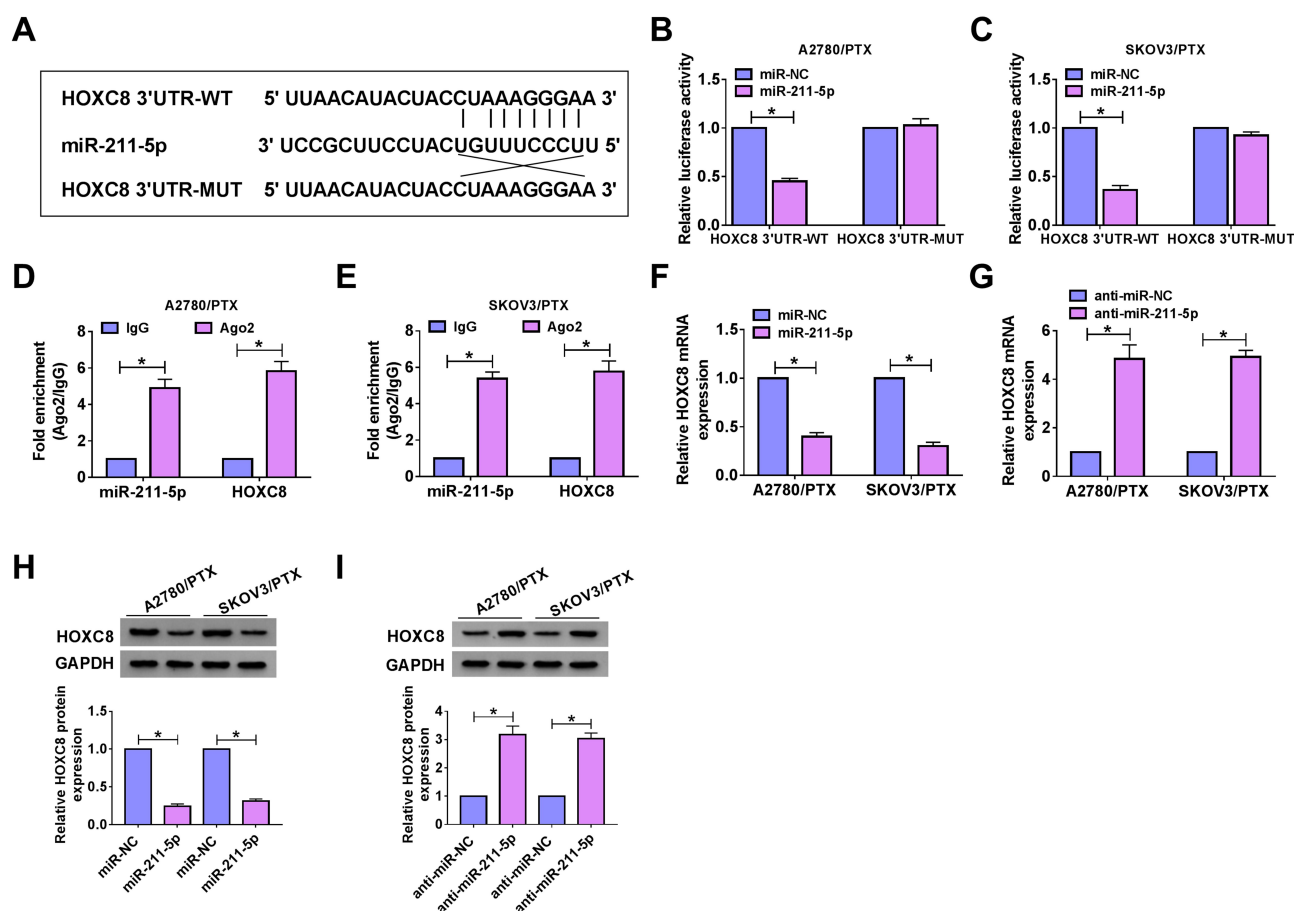 A
HOXC8 3'UTR-WT 5' UUAACAUACUACCUAAAGGGAA 3'
miR-211-5p 3' UCCGCUUCCUACUGUUUCCCUU 5'
HOXC8 3'UTR-MUT 5' UUAACAUACUACCUAAAGGGAA 3'
B
A2780/PTX
miR-NC
miR-211-5p
Relative luciferase activity
1.5
1.0
0.5
0.0
*
HOXC8 3'UTR-WT HOXC8 3'UTR-MUT
C
SKOV3/PTX
miR-NC
miR-211-5p
Relative luciferase activity
1.5
1.0
0.5
0.0
*
HOXC8 3'UTR-WT HOXC8 3'UTR-MUT
D
A2780/PTX
IgG Ago2
Fold enrichment
(Ago2/IgG)
8
6
4
2
0
* *
miR-211-5p HOXC8
E
SKOV3/PTX
IgG Ago2
Fold enrichment
(Ago2/IgG)
8
6
4
2
0
* *
miR-211-5p HOXC8
F
miR-NC
miR-211-5p
Relative HOXC8 mRNA
expression
1.5
1.0
0.5
0.0
* *
A2780/PTX SKOV3/PTX
G
anti-miR-NC
anti-miR-211-5p
Relative HOXC8 mRNA
expression
6
4
2
0
* *
A2780/PTX SKOV3/PTX
H
A2780/PTX SKOV3/PTX
HOXC8
GAPDH
Relative HOXC8 protein
expression
1.5
1.0
0.5
0.0
* *
miR-NC miR-211-5p miR-NC miR-211-5p
I
A2780/PTX SKOV3/PTX
HOXC8
GAPDH
Relative HOXC8 protein
expression
4
3
2
1
0
* *
anti-miR-NC anti-miR-211-5p anti-miR-NC anti-miR-211-5p